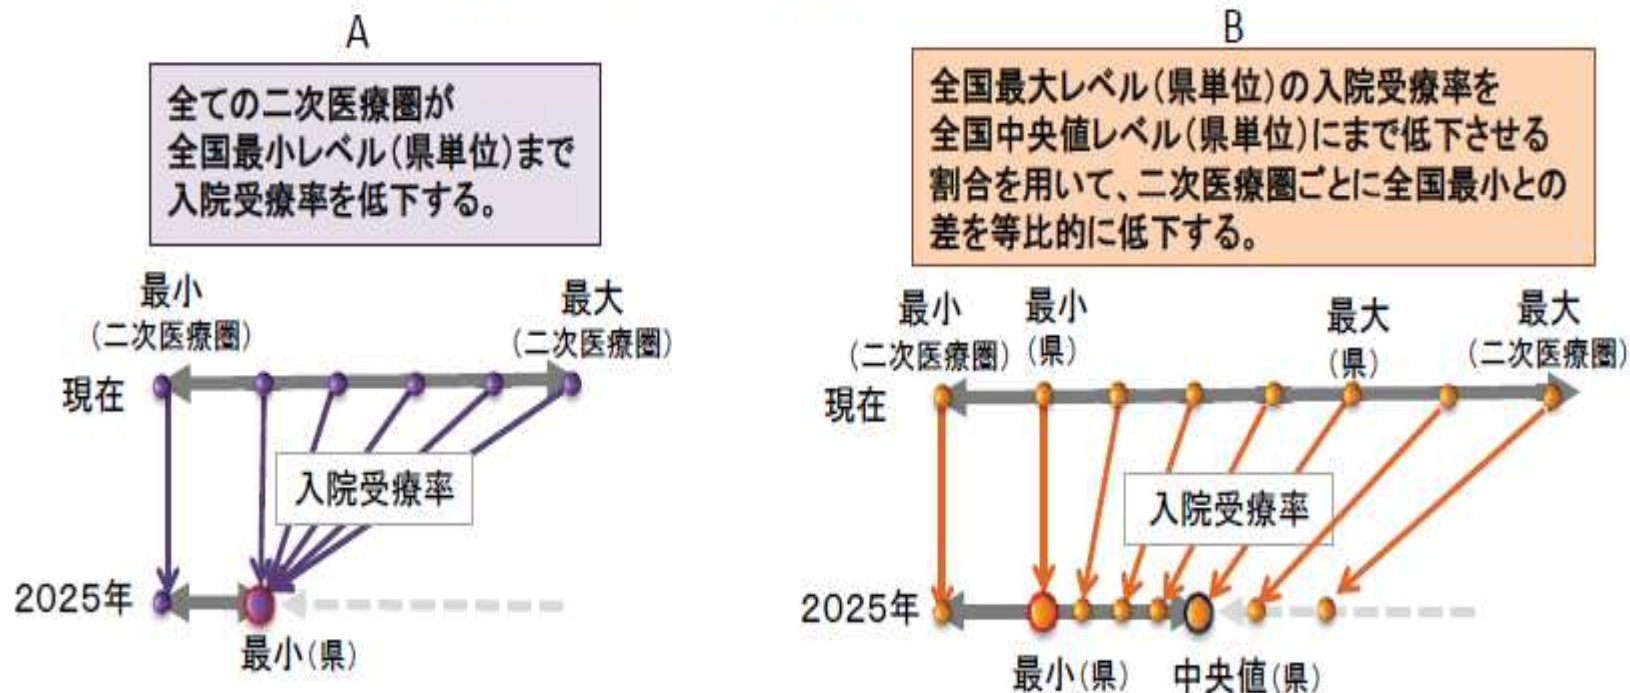 A
全ての二次医療圏が
全国最小レベル(県単位)まで
入院受療率を低下する。
最小
(二次医療圏)
最大
(二次医療圏)
現在
入院受療率
2025年
最小(県)
B
全国最大レベル(県単位)の入院受療率を
全国中央値レベル(県単位)にまで低下させる
割合を用いて、二次医療圏ごとに全国最小との
差を等比的に低下する。
最小
(二次医療圏)
最小
(県)
最大
(県)
最大
(二次医療圏)
現在
入院受療率
2025年
最小(県)
中央値(県)